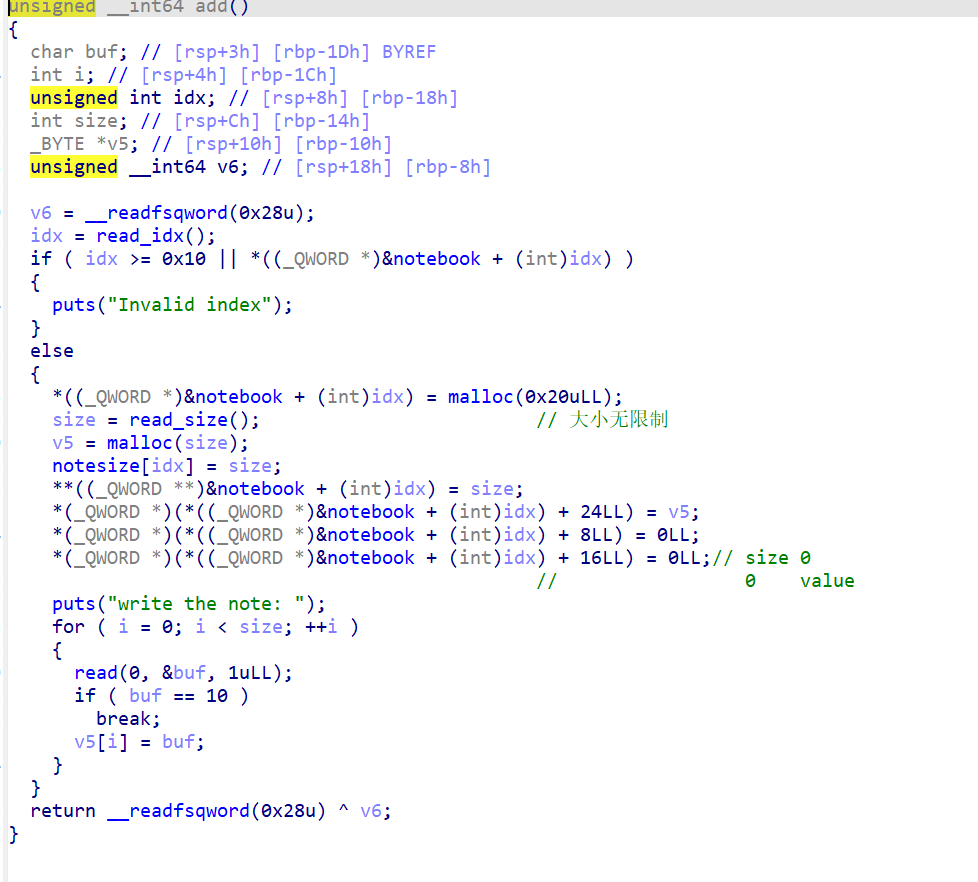 unsigned __int64 add()
{
  char buf; // [rsp+3h] [rbp-1Dh] BYREF
  int i; // [rsp+4h] [rbp-1Ch]
  unsigned int idx; // [rsp+8h] [rbp-18h]
  int size; // [rsp+Ch] [rbp-14h]
  _BYTE *v5; // [rsp+10h] [rbp-10h]
  unsigned __int64 v6; // [rsp+18h] [rbp-8h]

  v6 = __readfsqword(0x28u);
  idx = read_idx();
  if ( idx >= 0x10 || *((_QWORD *)&notebook + (int)idx) )
  {
    puts("Invalid index");
  }
  else
  {
    *((_QWORD *)&notebook + (int)idx) = malloc(0x20uLL);
    size = read_size();                         // 大小无限制
    v5 = malloc(size);
    notesize[idx] = size;
    **((_QWORD **)&notebook + (int)idx) = size;
    *(_QWORD *)(*((_QWORD *)&notebook + (int)idx) + 24LL) = v5;
    *(_QWORD *)(*((_QWORD *)&notebook + (int)idx) + 8LL) = 0LL;
    *(_QWORD *)(*((_QWORD *)&notebook + (int)idx) + 16LL) = 0LL;// size 0
                                                //                 0    value
    puts("write the note: ");
    for ( i = 0; i < size; ++i )
    {
      read(0, &buf, 1uLL);
      if ( buf == 10 )
        break;
      v5[i] = buf;
    }
  }
  return __readfsqword(0x28u) ^ v6;
}